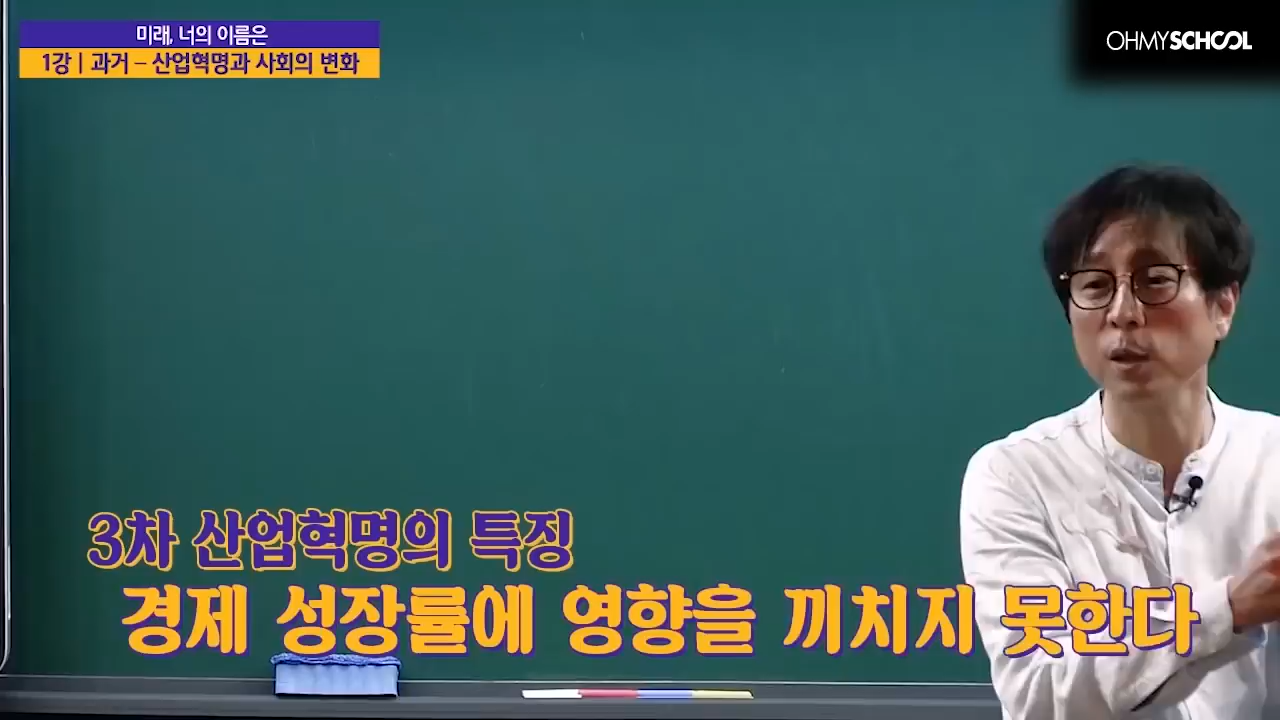 미래, 너의 이름은
1강 | 과거 – 산업혁명과 사회의 변화
OHMYSCHOOL
3차 산업혁명의 특징
경제 성장률에 영향을 끼치지 못한다